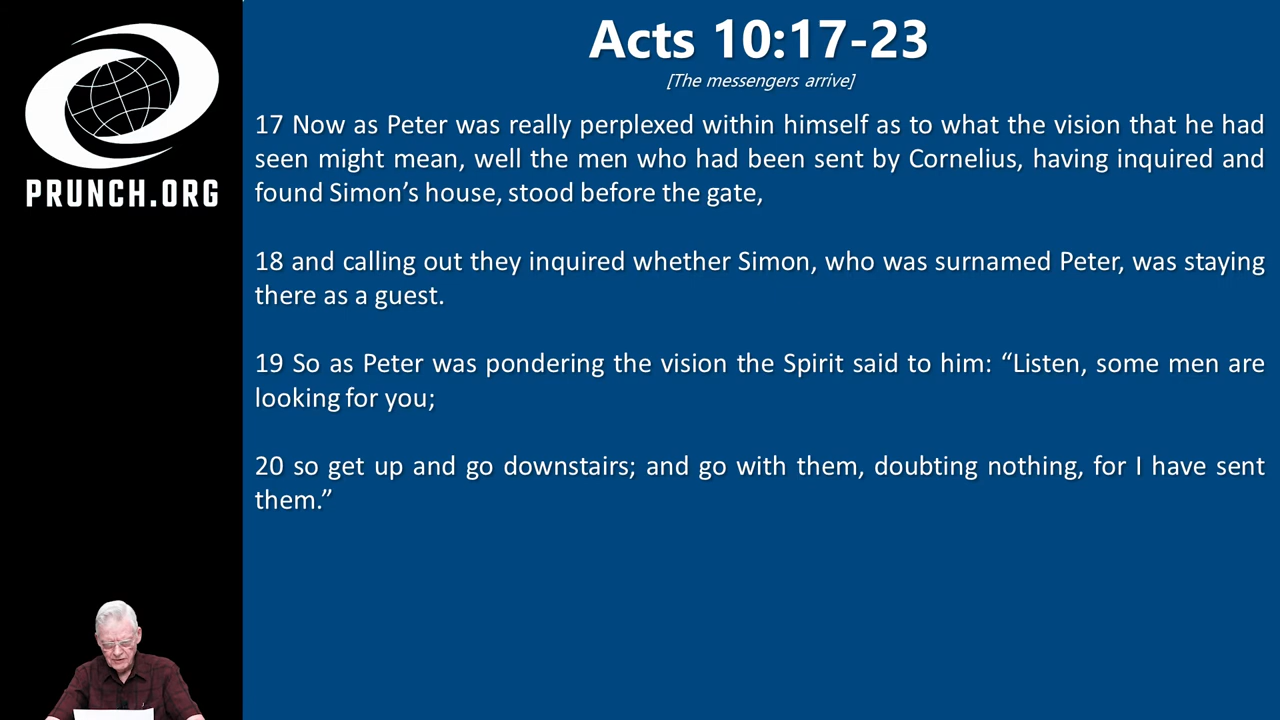 PRUNCH.ORG
Acts 10:17-23
[The messengers arrive]
17 Now as Peter was really perplexed within himself as to what the vision that he had
seen might mean, well the men who had been sent by Cornelius, having inquired and
found Simon’s house, stood before the gate,
18 and calling out they inquired whether Simon, who was surnamed Peter, was staying
there as a guest.
19 So as Peter was pondering the vision the Spirit said to him: “Listen, some men are
looking for you;
20 so get up and go downstairs; and go with them, doubting nothing, for I have sent
them.”